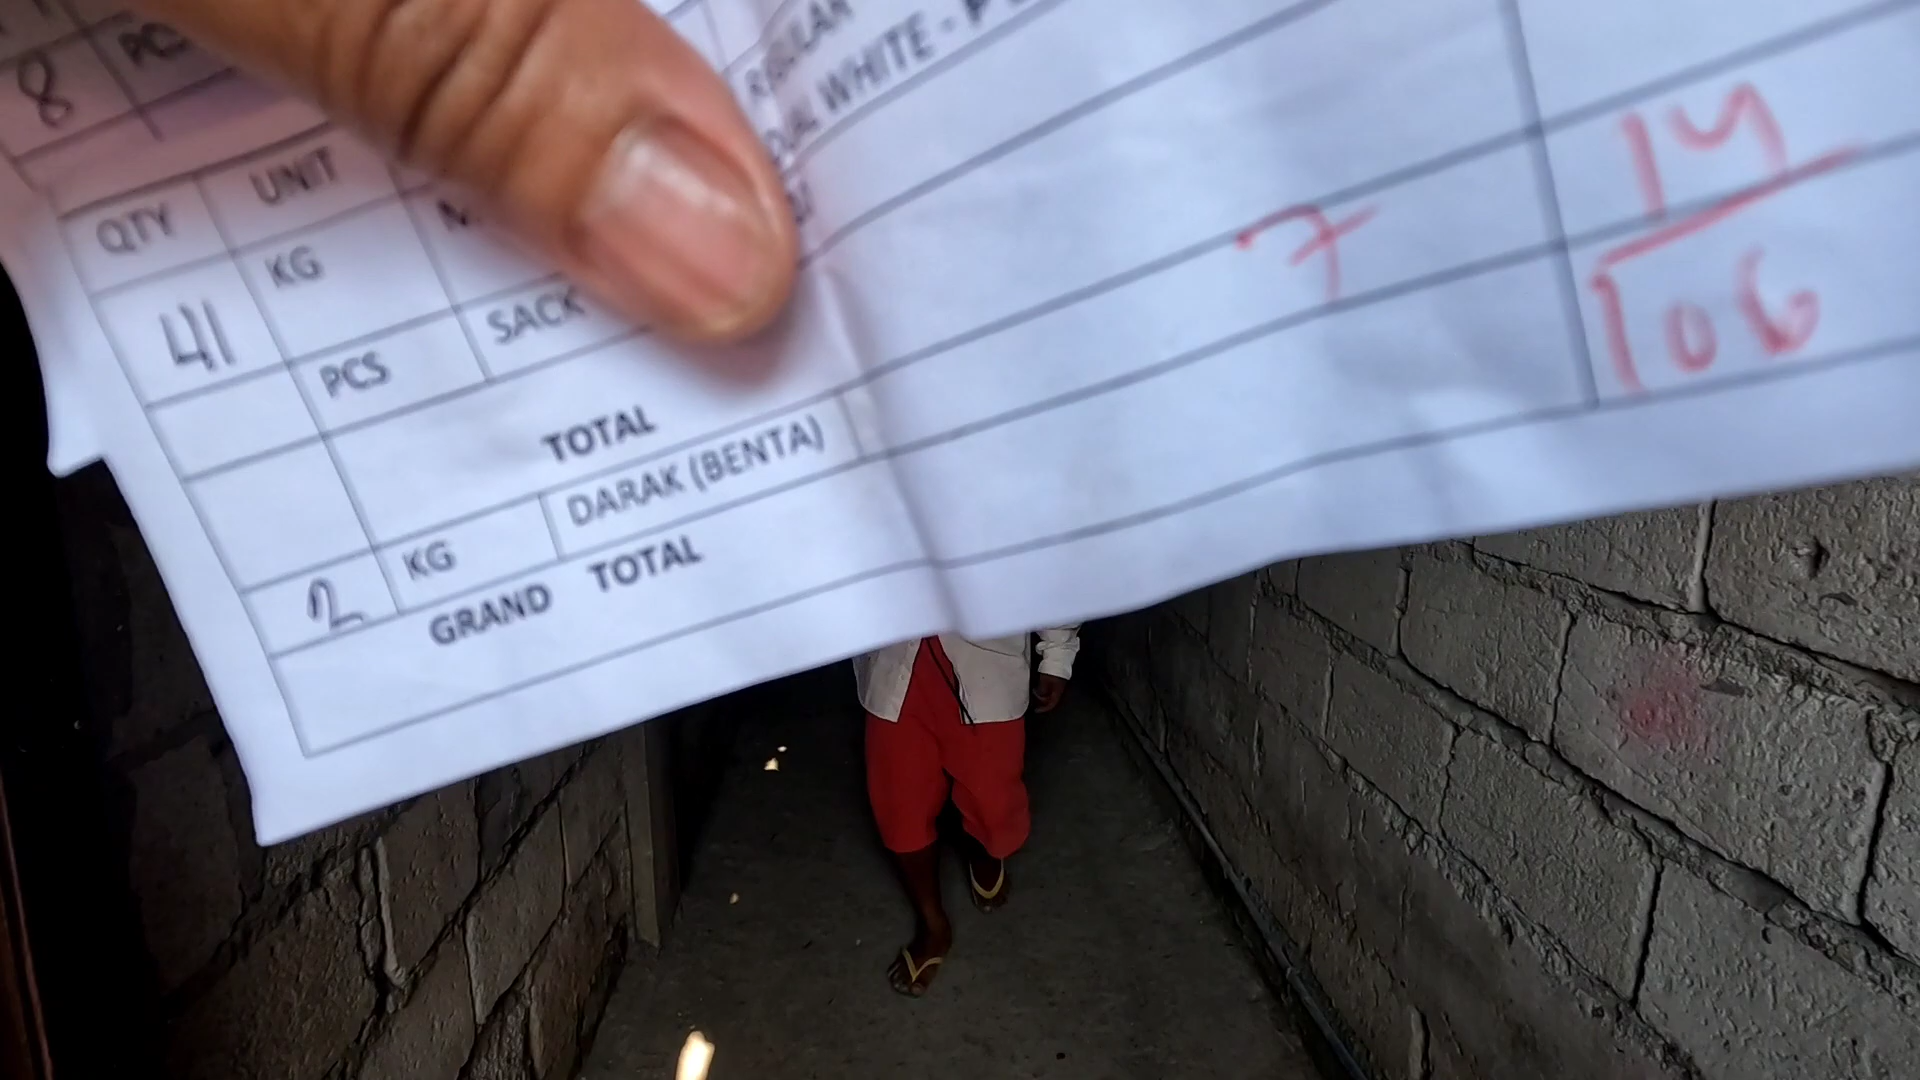 8 PCS REGULAR
WHITE -
QTY UNIT
41 KG
PCS SACK
TOTAL 14
2 KG DARAK (BENTA) 7
GRAND TOTAL 106